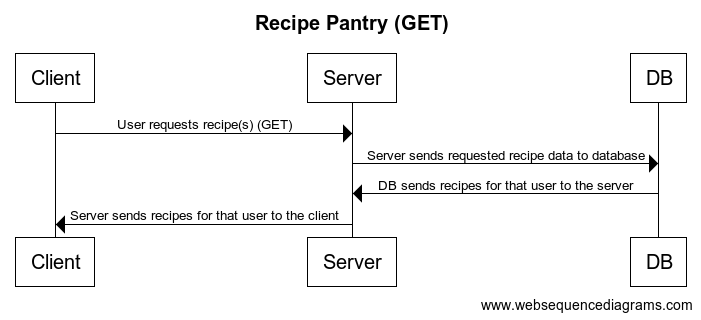 Recipe Pantry (GET)
Client Server DB
User requests recipe(s) (GET)
Server sends requested recipe data to database
DB sends recipes for that user to the server
Server sends recipes for that user to the client
Client Server DB
www.websequencediagrams.com